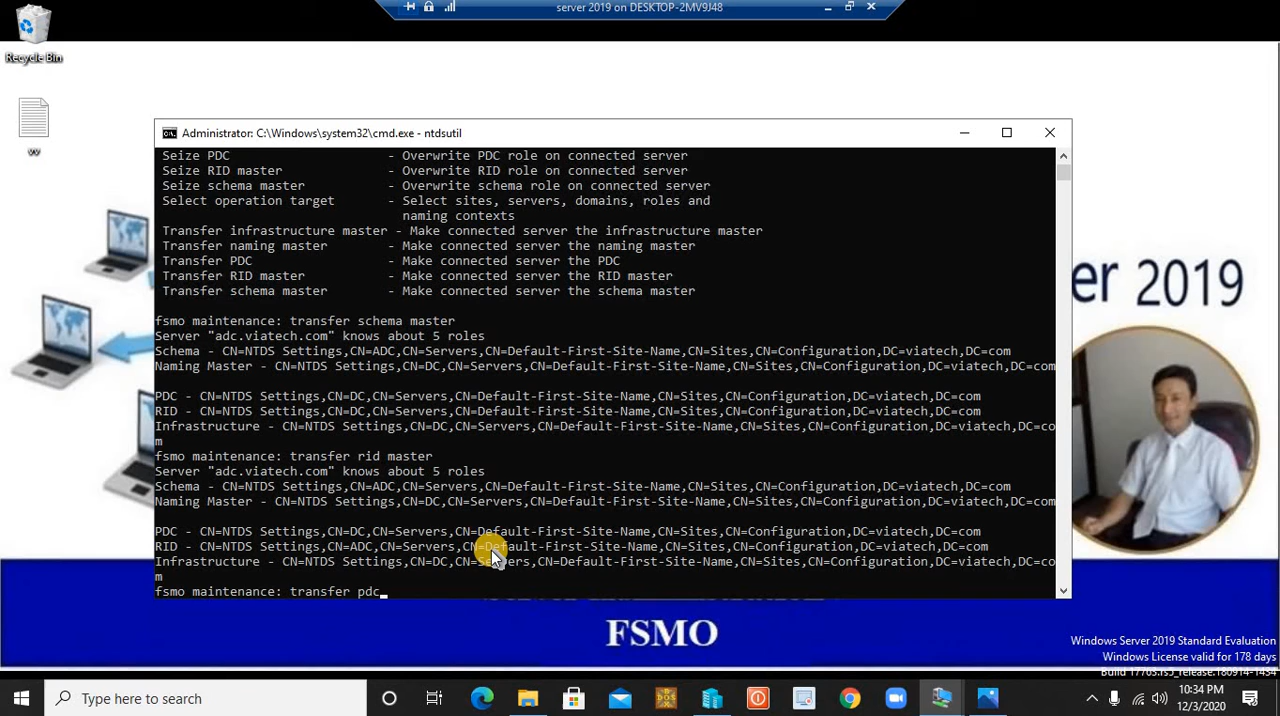 server 2019 on DESKTOP-2MV9J48
Recycle Bin
vv
Administrator: C:\Windows\system32\cmd.exe - ntdsutil
Seize PDC - Overwrite PDC role on connected server
Seize RID master - Overwrite RID role on connected server
Seize schema master - Overwrite schema role on connected server
Select operation target - Select sites, servers, domains, roles and
naming contexts
Transfer infrastructure master - Make connected server the infrastructure master
Transfer naming master - Make connected server the naming master
Transfer PDC - Make connected server the PDC
Transfer RID master - Make connected server the RID master
Transfer schema master - Make connected server the schema master
fsmo maintenance: transfer schema master
Server "adc.viatech.com" knows about 5 roles
Schema - CN=NTDS Settings,CN=ADC,CN=Servers,CN=Default-First-Site-Name,CN=Sites,CN=Configuration,DC=viatech,DC=com
Naming Master - CN=NTDS Settings,CN=DC,CN=Servers,CN=Default-First-Site-Name,CN=Sites,CN=Configuration,DC=viatech,DC=com
PDC - CN=NTDS Settings,CN=DC,CN=Servers,CN=Default-First-Site-Name,CN=Sites,CN=Configuration,DC=viatech,DC=com
RID - CN=NTDS Settings,CN=DC,CN=Servers,CN=Default-First-Site-Name,CN=Sites,CN=Configuration,DC=viatech,DC=com
Infrastructure - CN=NTDS Settings,CN=DC,CN=Servers,CN=Default-First-Site-Name,CN=Sites,CN=Configuration,DC=viatech,DC=co
m
fsmo maintenance: transfer rid master
Server "adc.viatech.com" knows about 5 roles
Schema - CN=NTDS Settings,CN=ADC,CN=Servers,CN=Default-First-Site-Name,CN=Sites,CN=Configuration,DC=viatech,DC=com
Naming Master - CN=NTDS Settings,CN=DC,CN=Servers,CN=Default-First-Site-Name,CN=Sites,CN=Configuration,DC=viatech,DC=com
PDC - CN=NTDS Settings,CN=DC,CN=Servers,CN=Default-First-Site-Name,CN=Sites,CN=Configuration,DC=viatech,DC=com
RID - CN=NTDS Settings,CN=ADC,CN=Servers,CN=Default-First-Site-Name,CN=Sites,CN=Configuration,DC=viatech,DC=com
Infrastructure - CN=NTDS Settings,CN=DC,CN=Servers,CN=Default-First-Site-Name,CN=Sites,CN=Configuration,DC=viatech,DC=co
m
fsmo maintenance: transfer pdc
er 2019
FSMO
Windows Server 2019 Standard Evaluation
Windows License valid for 178 days
Build 17763.rs5_release.180914-1434
Type here to search
10:34 PM
12/3/2020